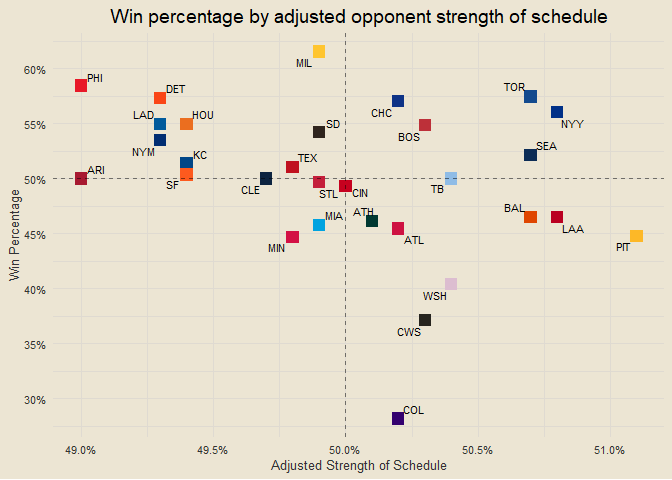 Win percentage by adjusted opponent strength of schedule
Win Percentage
60%
55%
50%
45%
40%
35%
30%
MIL
PHI
DET
TOR
CHC
NYY
LAD
HOU
SD
BOS
NYM
KC
SEA
TEX
ARI
SF
CLE
STL
CIN
TB
MIA
ATH
BAL
LAA
MIN
ATL
PIT
WSH
CWS
COL
49.0%
49.5%
50.0%
50.5%
51.0%
Adjusted Strength of Schedule